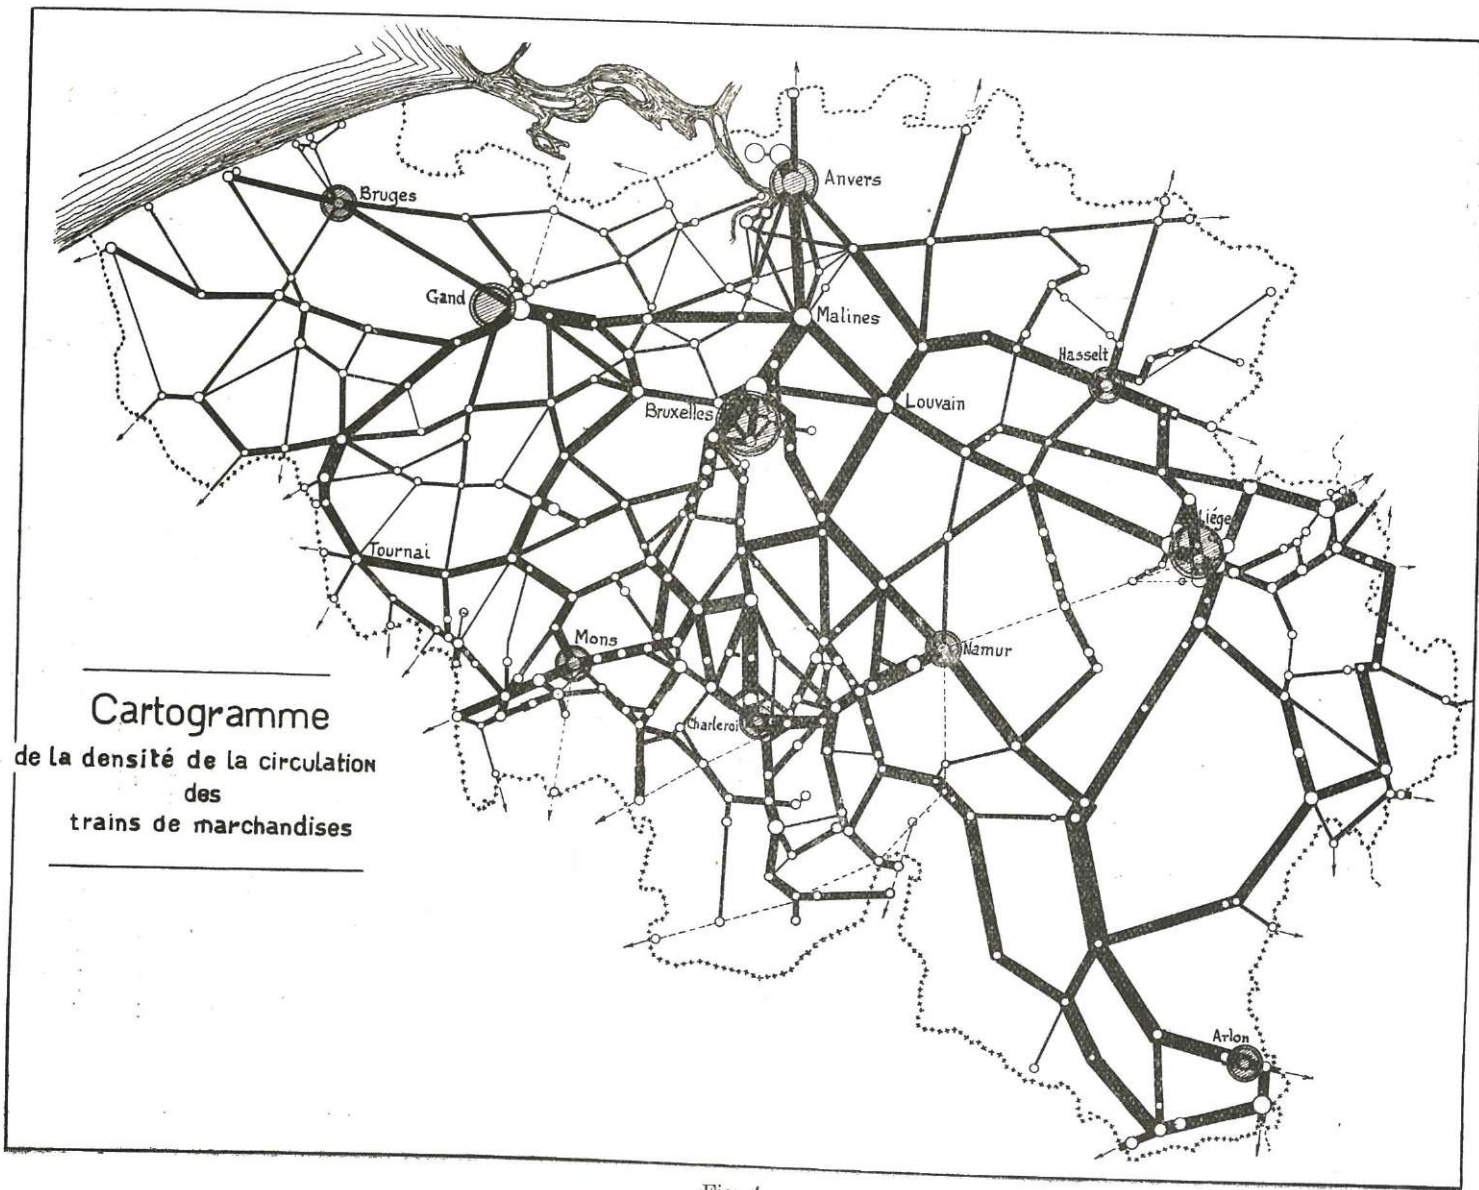 Anvers
Bruges
Gand
Malines
Hasselt
Bruxelles
Louvain
Liége
Tournai
Mons
Namur
Charleroi
Cartogramme
de la densité de la circulation
des
trains de marchandises
Arlon